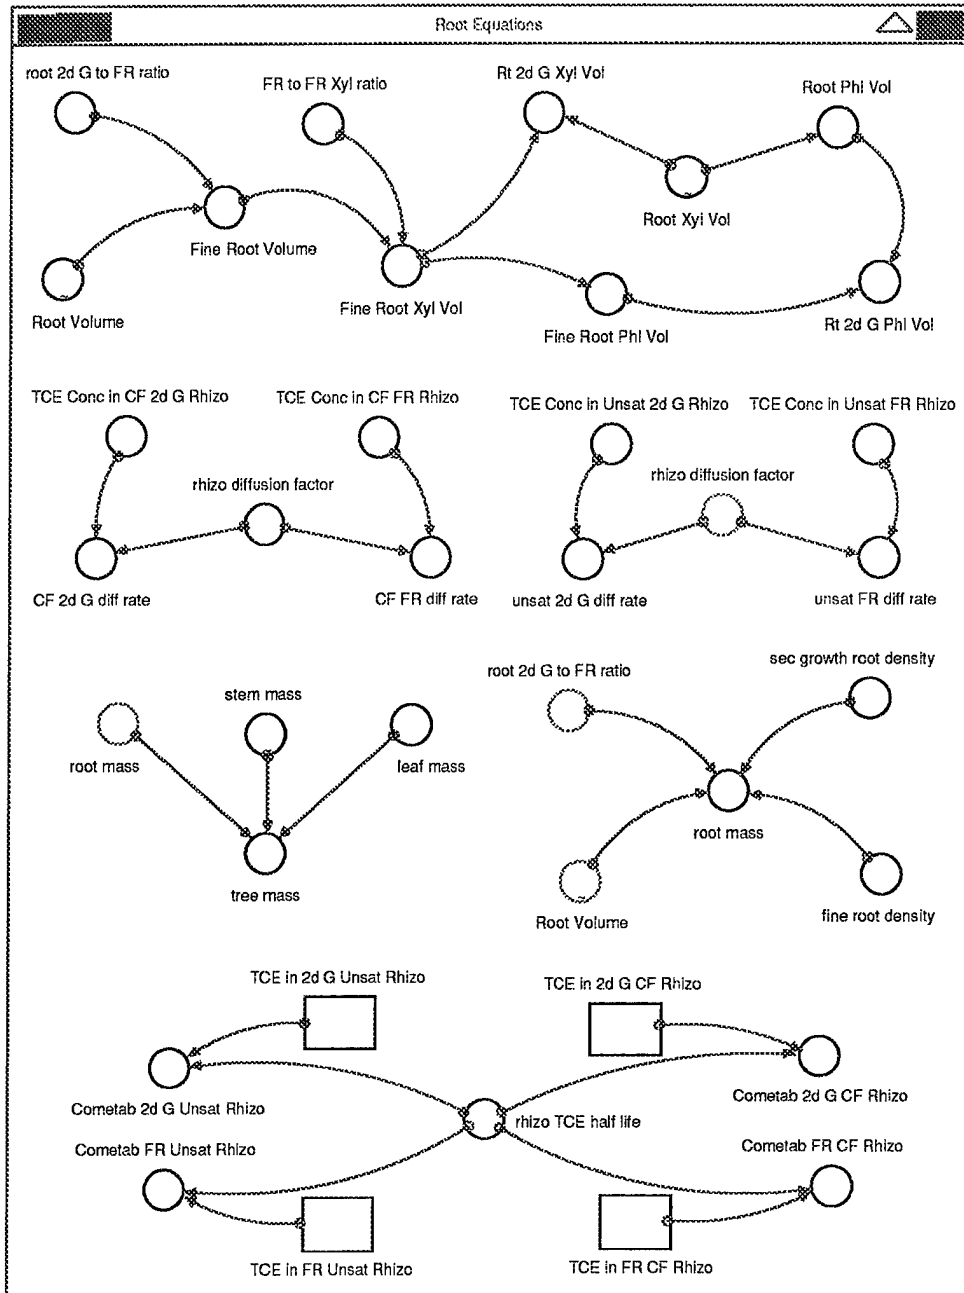 Root Equations
root 2d G to FR ratio
FR to FR Xyl ratio
Rt 2d G Xyl Vol
Root Phl Vol
Root Xyl Vol
Fine Root Volume
Root Volume
Fine Root Xyl Vol
Fine Root Phl Vol
Rt 2d G Phl Vol
TCE Conc in CF 2d G Rhizo
TCE Conc in CF FR Rhizo
TCE Conc in Unsat 2d G Rhizo
TCE Conc in Unsat FR Rhizo
rhizo diffusion factor
rhizo diffusion factor
CF 2d G diff rate
CF FR diff rate
unsat 2d G diff rate
unsat FR diff rate
root 2d G to FR ratio
sec growth root density
stem mass
root mass
leaf mass
root mass
tree mass
Root Volume
fine root density
TCE in 2d G Unsat Rhizo
TCE in 2d G CF Rhizo
Cometab 2d G Unsat Rhizo
Cometab 2d G CF Rhizo
rhizo TCE half life
Cometab FR Unsat Rhizo
Cometab FR CF Rhizo
TCE in FR Unsat Rhizo
TCE in FR CF Rhizo